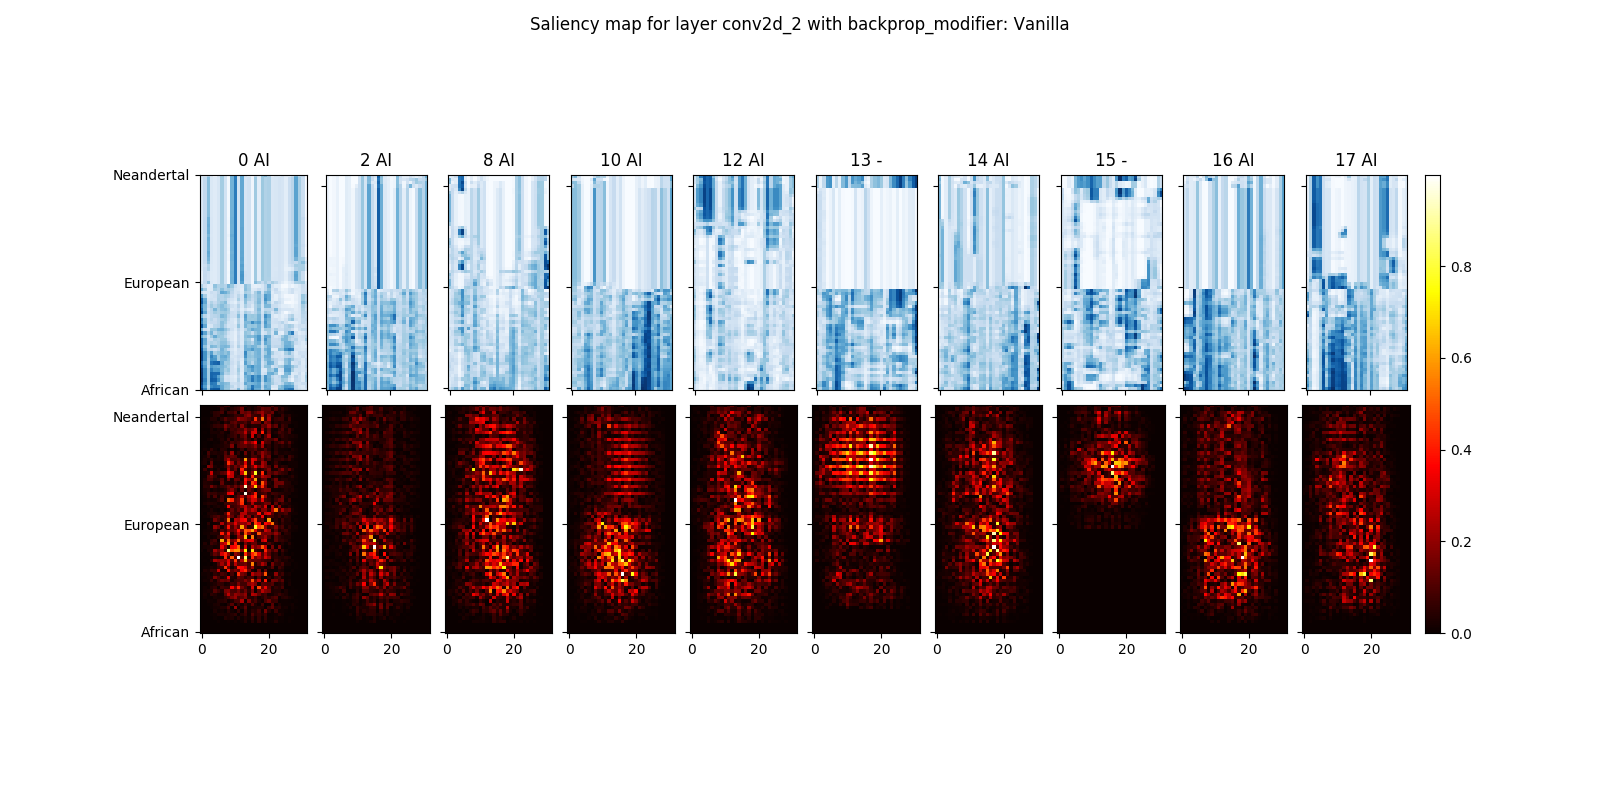 Saliency map for layer conv2d_2 with backprop_modifier: Vanilla
0 AI 2 AI 8 AI 10 AI 12 AI 13 - 14 AI 15 - 16 AI 17 AI
Neandertal
European
African
Neandertal
European
African
0 20 0 20 0 20 0 20 0 20 0 20 0 20 0 20 0 20 0 20
0.8
0.6
0.4
0.2
0.0